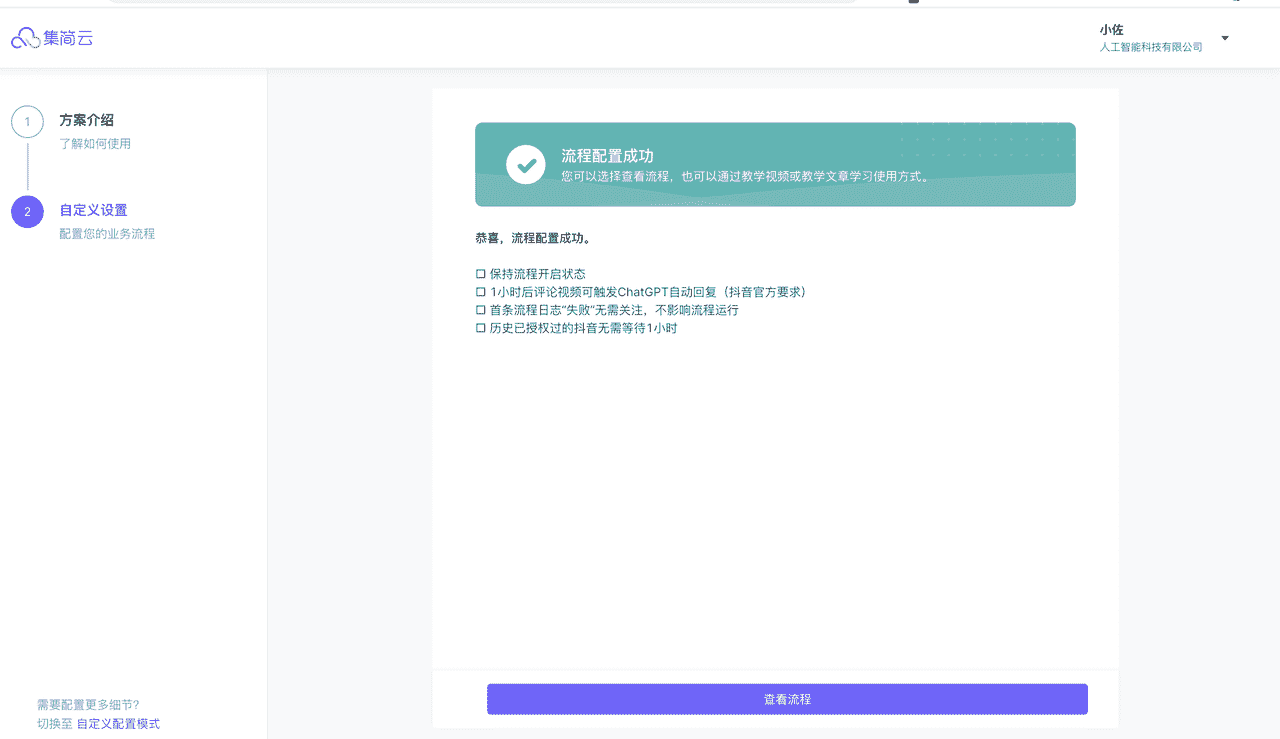 集简云
小佐
人工智能科技有限公司
1
方案介绍
了解如何使用
2
自定义设置
配置您的业务流程
流程配置成功
您可以选择查看流程，也可以通过教学视频或教学文章学习使用方式。
恭喜，流程配置成功。
保持流程开启状态
1小时后评论视频可触发ChatGPT自动回复（抖音官方要求）
首条流程日志“失败”无需关注，不影响流程运行
历史已授权过的抖音无需等待1小时
查看流程
需要配置更多细节?
切换至 自定义配置模式